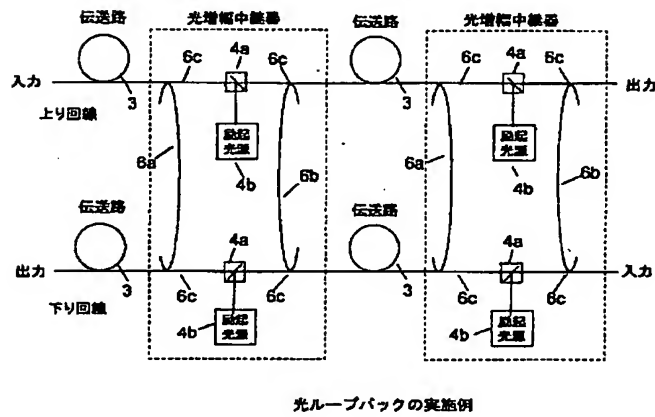 伝送路
光増幅中継器
伝送路
光増幅中継器
6c
4a
6c
6c
4a
6c
入力
出力
上り回線
3
3
励起
光源
励起
光源
6a
4b
6b
6a
4b
6b
伝送路
伝送路
4a
4a
出力
入力
3
6c
6c
3
6c
6c
下り回線
4b
励起
光源
4b
励起
光源
光ループバックの実施例